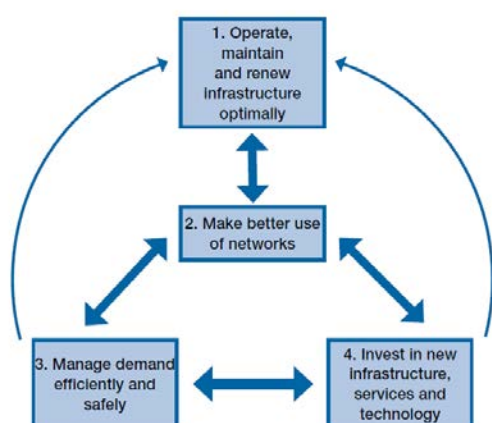 1. Operate,
maintain
and renew
infrastructure
optimally
2. Make better use
of networks
3. Manage demand
efficiently and
safely
4. Invest in new
infrastructure,
services and
technology